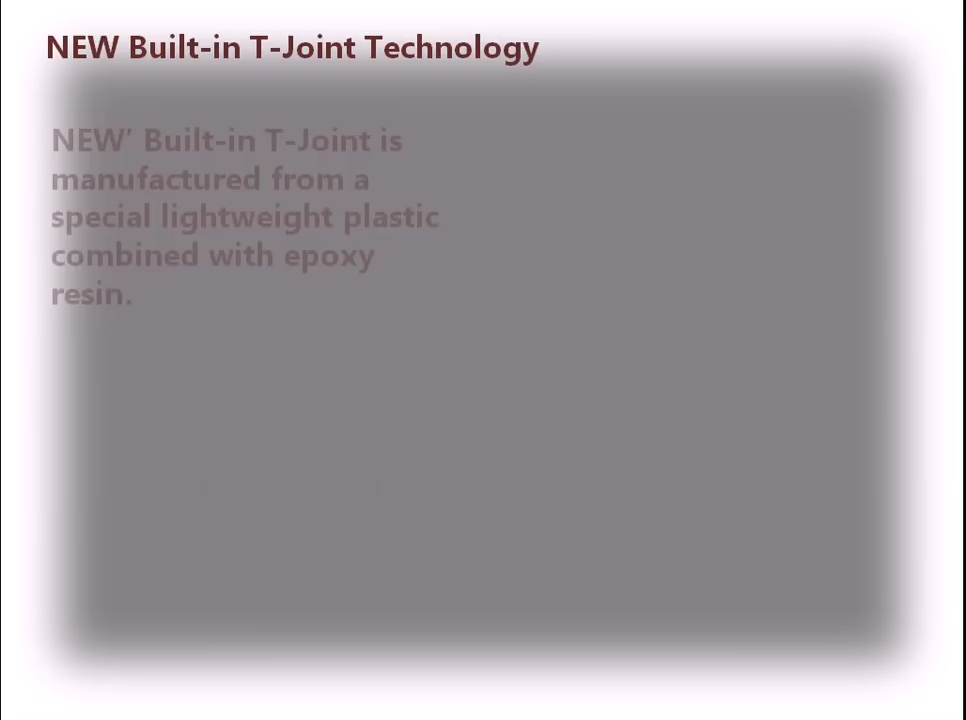 NEW Built-in T-Joint Technology
NEW' Built-in T-Joint is
manufactured from a
special lightweight plastic
combined with epoxy
resin.